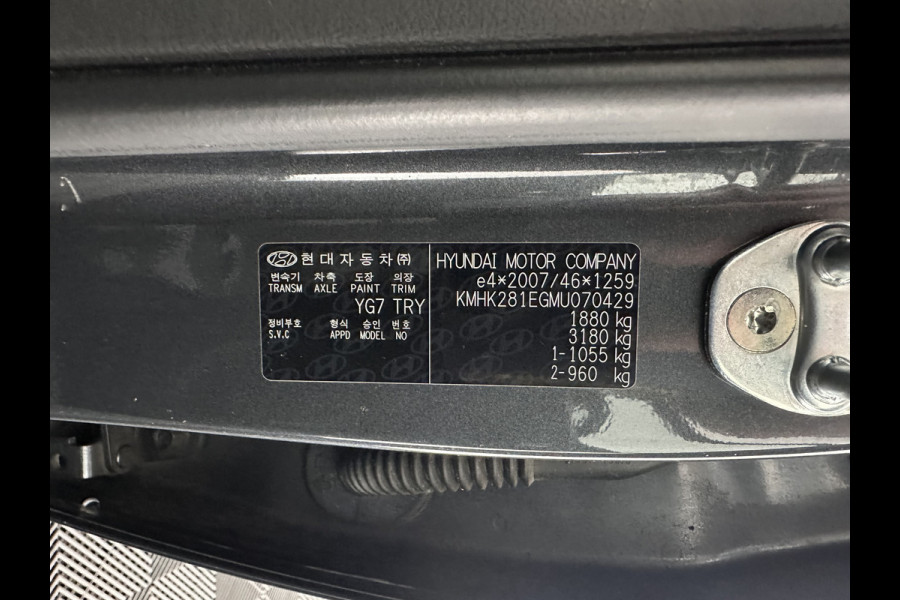 현대자동차㈜
변속기 차축 도장 의장
TRANSM AXLE PAINT TRIM
YG7 TRY
정비부호 형식 승인 번호
S.V.C APPD MODEL NO
HYUNDAI MOTOR COMPANY
e4*2007/46*1259
KMHK281EGMU070429
1880 kg
3180 kg
1-1055 kg
2-960 kg